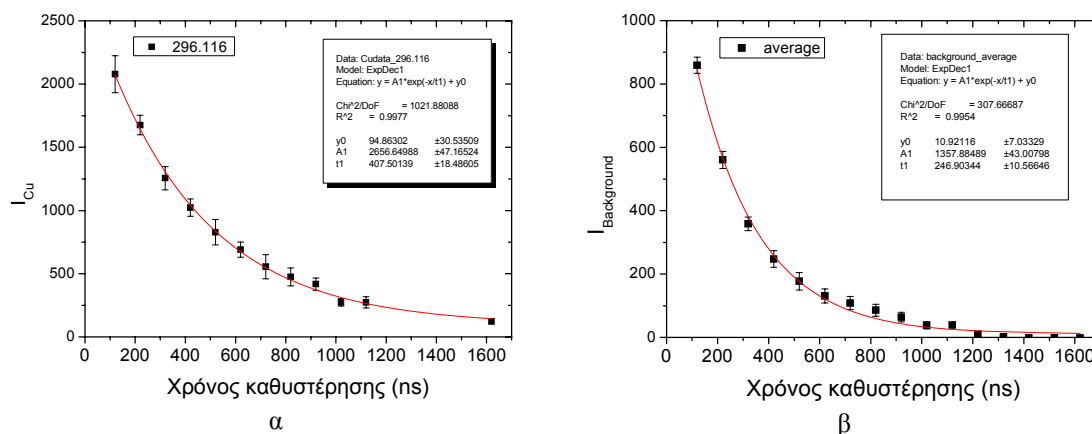 296.116
Data: Cudata_296.116
Model: ExpDec1
Equation: y = A1*exp(-x/t1) + y0
Chi^2/DoF = 1021.88088
R^2 = 0.9977
y0 94.86302 ±30.53509
A1 2656.64988 ±47.16524
t1 407.50139 ±18.48605
2500
2000
1500
1000
500
0
I_Cu
0 200 400 600 800 1000 1200 1400 1600
Χρόνος καθυστέρησης (ns)
α
average
Data: background_average
Model: ExpDec1
Equation: y = A1*exp(-x/t1) + y0
Chi^2/DoF = 307.66687
R^2 = 0.9954
y0 10.92116 ±7.03329
A1 1357.88489 ±43.00798
t1 246.90344 ±10.56646
1000
800
600
400
200
0
I_Background
0 200 400 600 800 1000 1200 1400 1600
Χρόνος καθυστέρησης (ns)
β